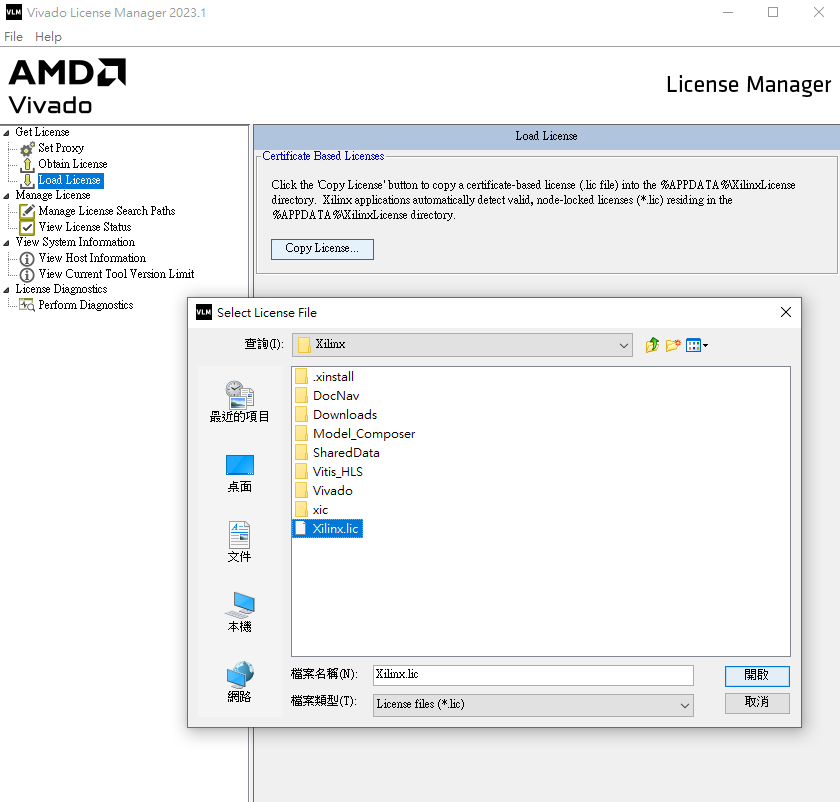 VLM Vivado License Manager 2023.1
File Help
AMD
Vivado
License Manager
Get License
Set Proxy
Obtain License
Load License
Manage License
Manage License Search Paths
View License Status
View System Information
View Host Information
View Current Tool Version Limit
License Diagnostics
Perform Diagnostics
Load License
Certificate Based Licenses
Click the 'Copy License' button to copy a certificate-based license (.lic file) into the %APPDATA%\XilinxLicense
directory. Xilinx applications automatically detect valid, node-locked licenses (*.lic) residing in the
%APPDATA%\XilinxLicense directory.
Copy License...
VLM Select License File
查詢(I): Xilinx
最近的項目
桌面
文件
本機
網路
.xinstall
DocNav
Downloads
Model_Composer
SharedData
Vitis_HLS
Vivado
xic
Xilinx.lic
檔案名稱(N): Xilinx.lic 開啟
檔案類型(T): License files (*.lic) 取消